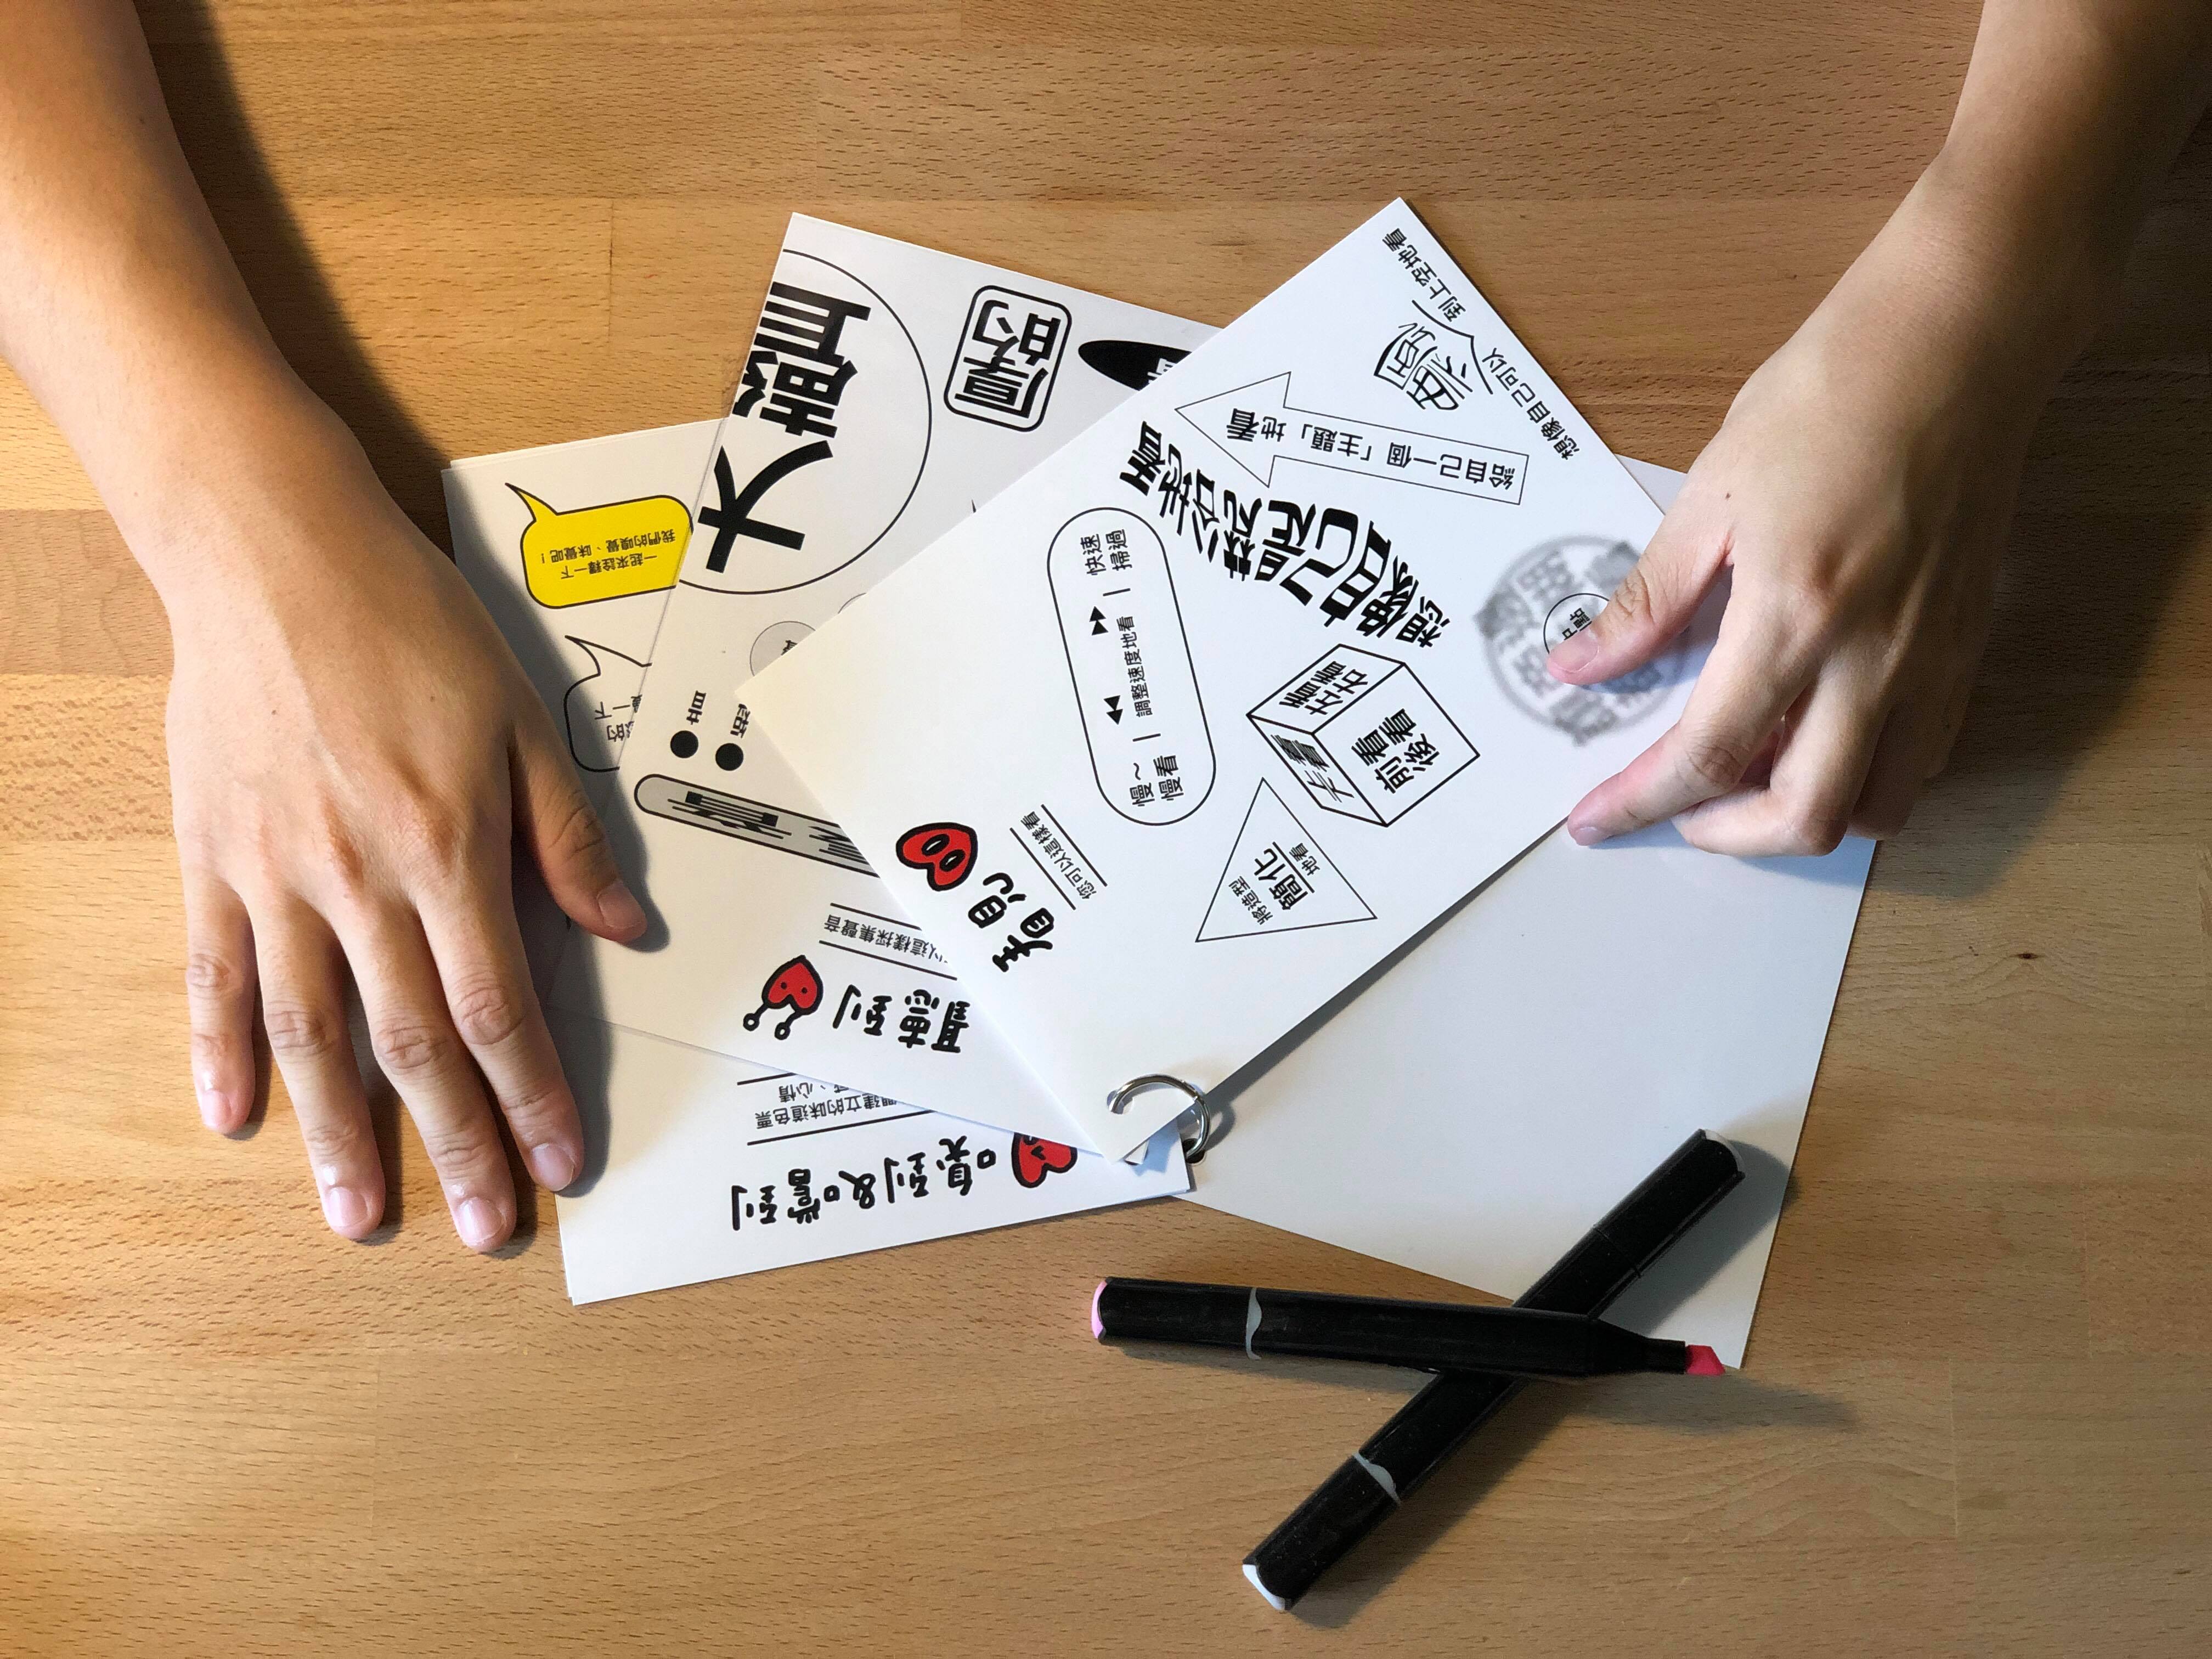 嗅到&嚐到
們建立的味道色票
、心情
聽到
以這樣採集聲音
看見
您可以這樣看
將造型
簡化
地看
前看
後看
左看
右看
慢～
慢看
調整速度地看
快速
掃過
想像自己是梵谷地看
給自己一個「主題」地看
想像自己可以
到上空地看
短音
音
大聲
厚的
的
一下
一起來詮釋一下
我們的嗅覺、味覺吧！